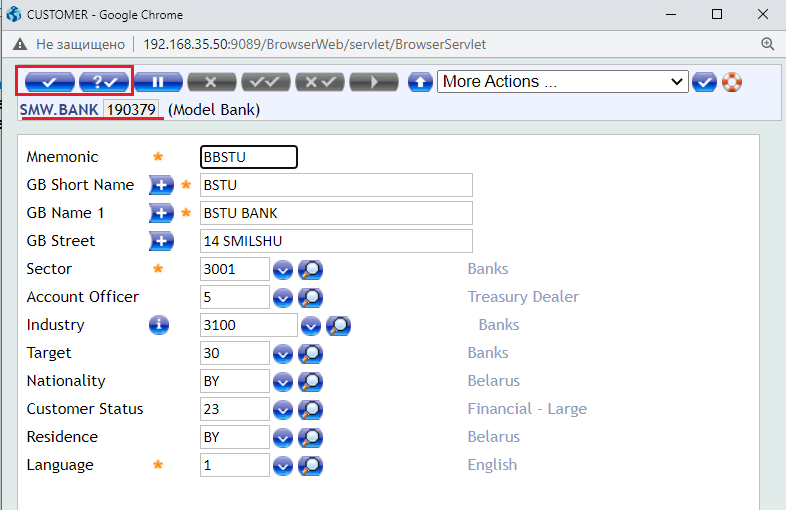 CUSTOMER - Google Chrome
Не защищено 192.168.35.50:9089/BrowserWeb/servlet/BrowserServlet
More Actions ...
SMW.BANK 190379 (Model Bank)
Mnemonic * BBSTU
GB Short Name * BSTU
GB Name 1 * BSTU BANK
GB Street 14 SMILSHU
Sector * 3001 Banks
Account Officer 5 Treasury Dealer
Industry 3100 Banks
Target 30 Banks
Nationality BY Belarus
Customer Status 23 Financial - Large
Residence BY Belarus
Language * 1 English